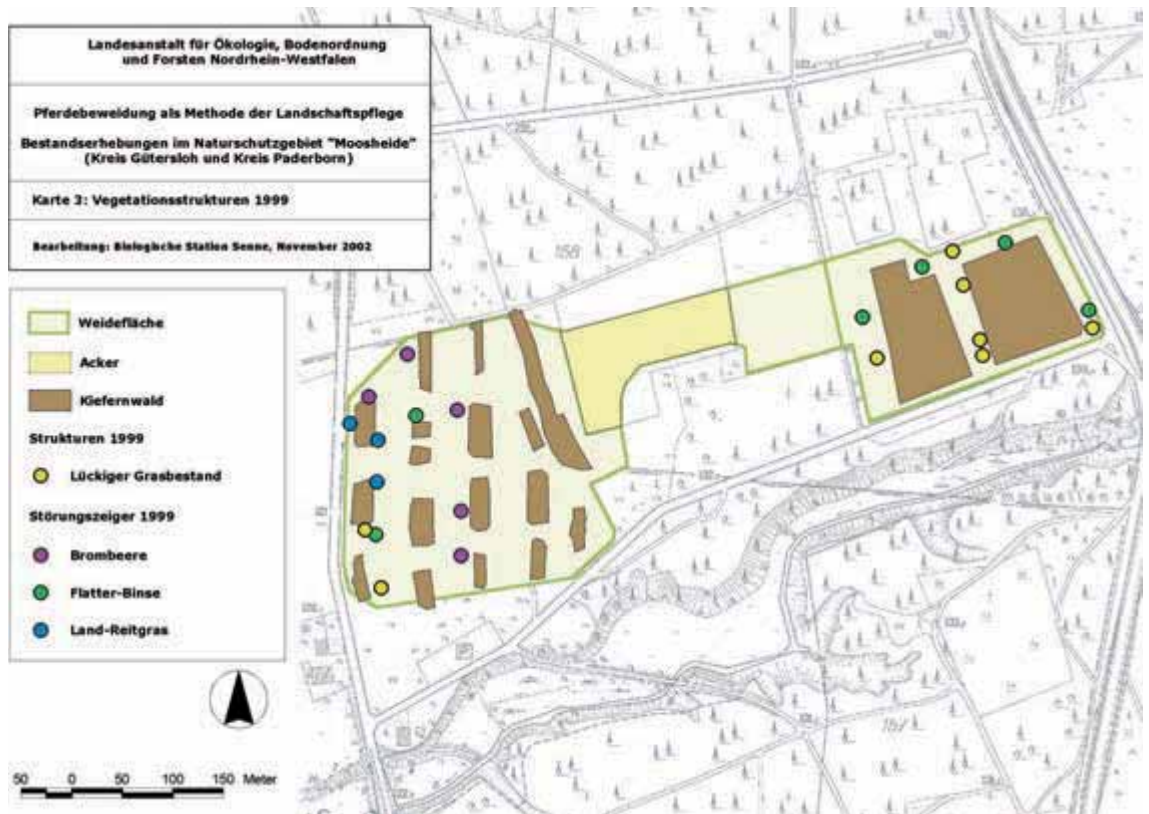 Landesanstalt für Ökologie, Bodenordnung
und Forsten Nordrhein-Westfalen
Pferdebeweidung als Methode der Landschaftspflege
Bestandserhebungen im Naturschutzgebiet "Moosheide"
(Kreis Gütersloh und Kreis Paderborn)
Karte 3: Vegetationsstrukturen 1999
Bearbeitung: Biologische Station Senne, November 2002
Weidefläche
Acker
Kiefernwald
Strukturen 1999
Lückiger Grasbestand
Störungszeiger 1999
Brombeere
Flatter-Binse
Land-Reitgras
50 0 50 100 150 Meter